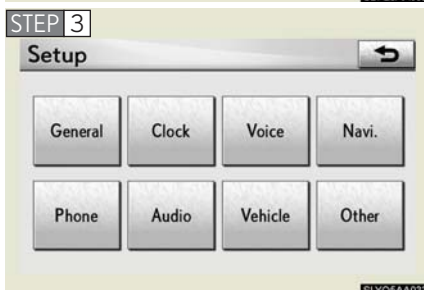 STEP 3
Setup
General Clock Voice Navi.
Phone Audio Vehicle Other